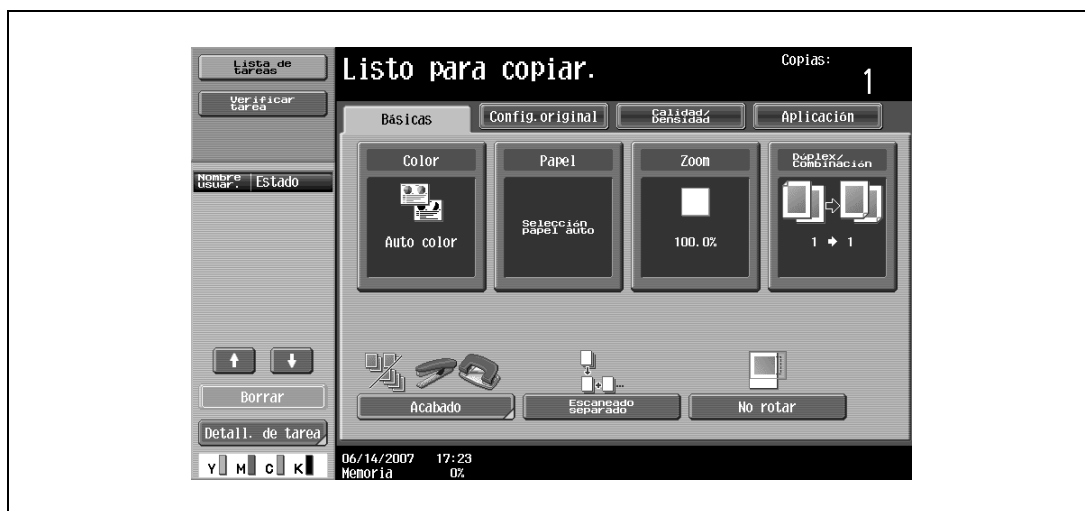 Lista de
tareas
Verificar
tarea
Nombre
usuar.
Estado
Borrar
Detall. de tarea
Y M C K
Listo para copiar.
Copias:
1
Básicas
Config.original
Calidad/
Densidad
Aplicación
Color
Auto color
Papel
Selección
papel auto
Zoom
100.0%
Dúplex/
Combinación
1 → 1
Acabado
Escaneado
separado
No rotar
06/14/2007 17:23
Memoria 0%